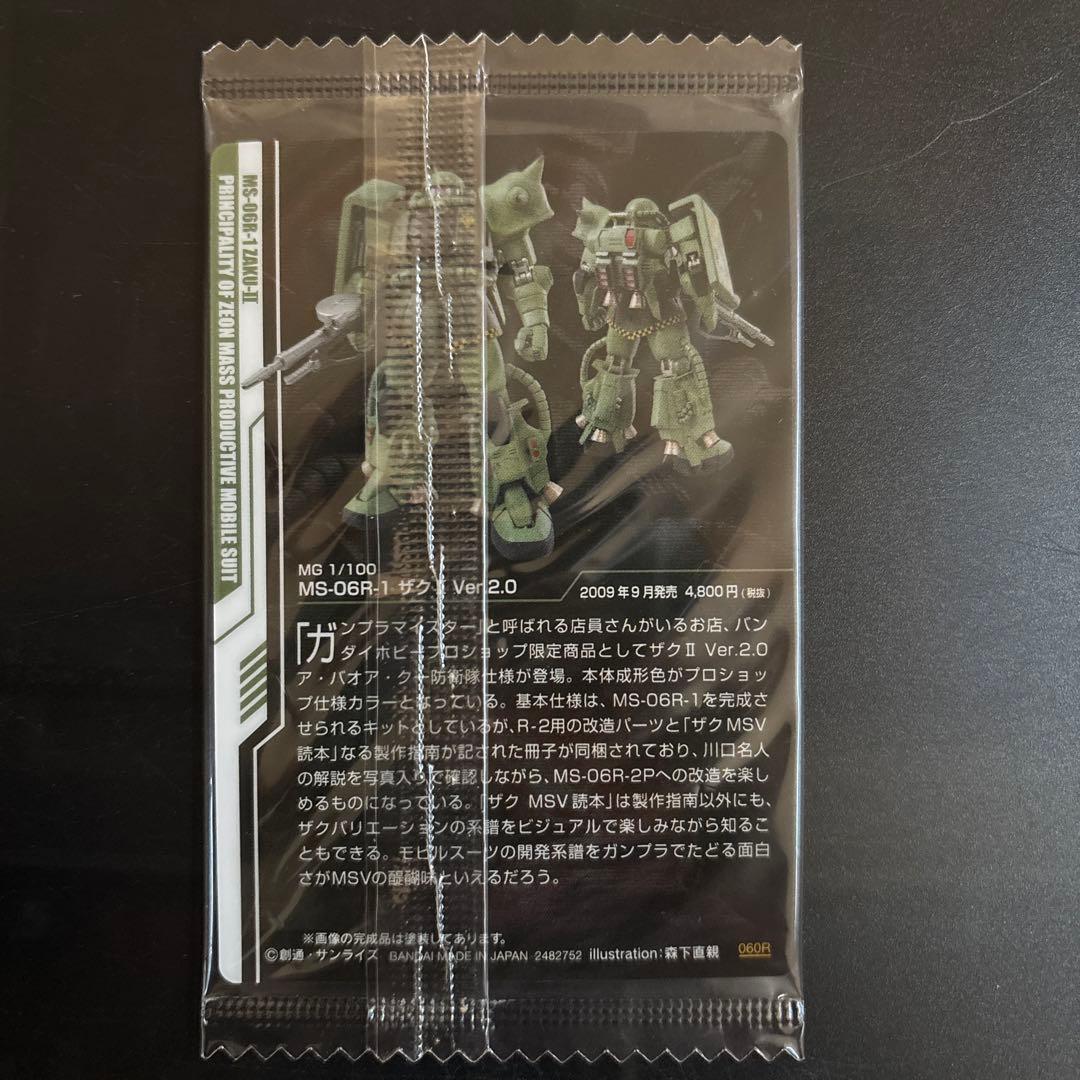 MS-06R-1 ZAKU-II
PRINCIPALITY OF ZEON MASS PRODUCTIVE MOBILE SUIT
MG 1/100
MS-06R-1 ザクⅡ Ver.2.0
2009年9月発売 4,800円(税抜)
「ガンプラマイスター」と呼ばれる店員さんがいるお店、バン
ダイホビープロショップ限定商品としてザクⅡ Ver.2.0
ア・バオア・クー防衛隊仕様が登場。本体成形色がプロショッ
プ仕様カラーとなっている。基本仕様は、MS-06R-1を完成さ
せられるキットとしているが、R-2用の改造パーツと「ザクMSV
読本」なる製作指南が記された冊子が同梱されており、川口名人
の解説を写真入りで確認しながら、MS-06R-2Pへの改造を楽し
めるものになっている。「ザク MSV読本」は製作指南以外にも、
ザクバリエーションの系譜をビジュアルで楽しみながら知るこ
ともできる。モビルスーツの開発系譜をガンプラでたどる面白
さがMSVの醍醐味といえるだろう。
※画像の完成品は塗装してあります。
©創通・サンライズ BANDAI MADE IN JAPAN 2482752 illustration:森下直親 060R